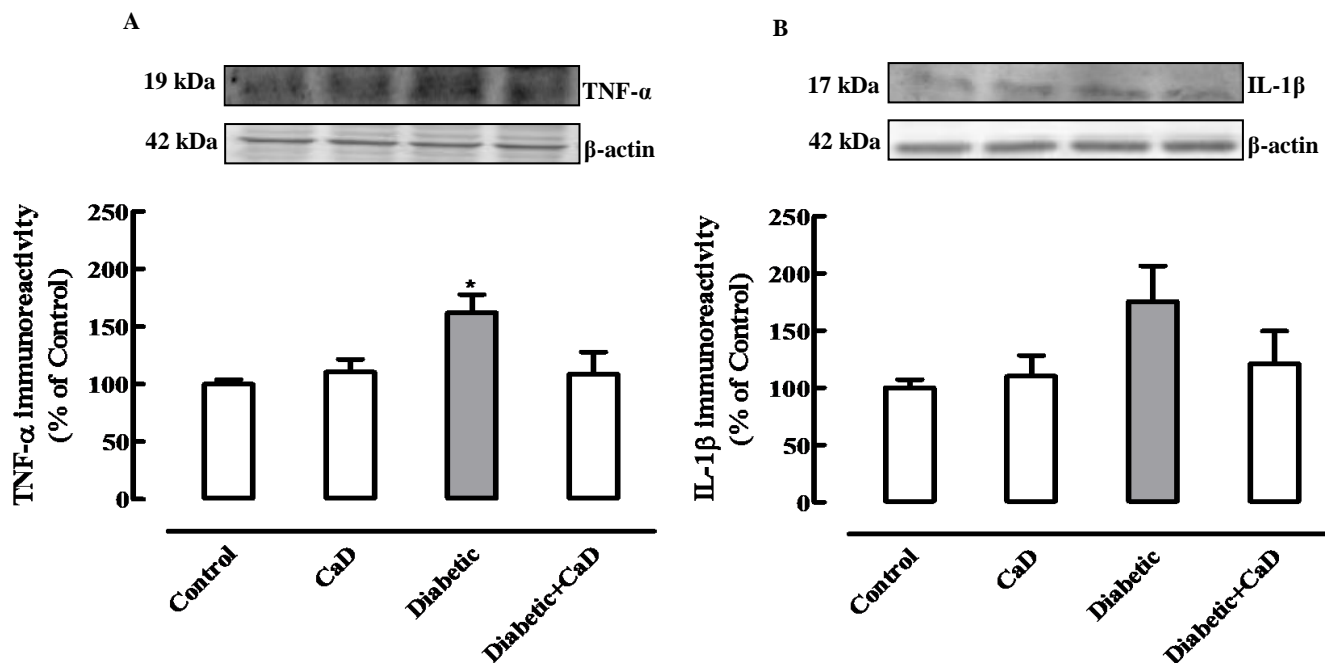 A
19 kDa
TNF-α
42 kDa
β-actin
TNF-α immunoreactivity
(% of Control)
250
200
150
100
50
0
*
Control
CaD
Diabetic
Diabetic+CaD
B
17 kDa
IL-1β
42 kDa
β-actin
IL-1β immunoreactivity
(% of Control)
250
200
150
100
50
0
Control
CaD
Diabetic
Diabetic+CaD